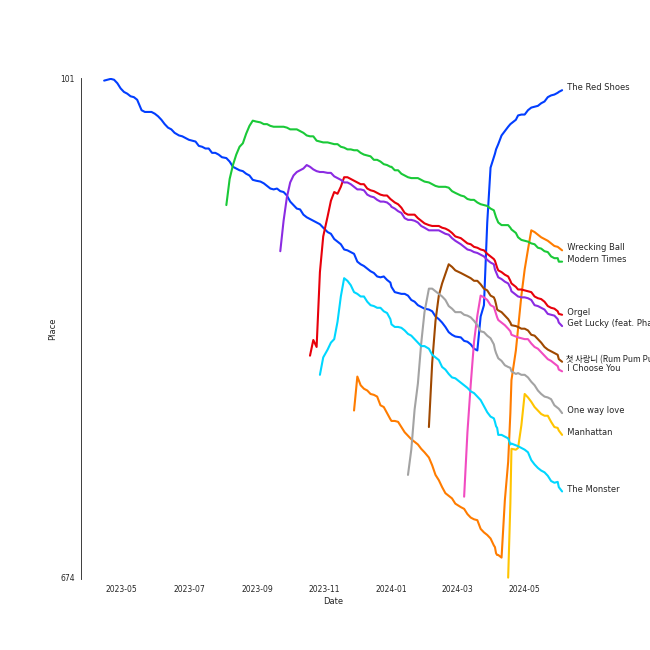 101
The Red Shoes
Wrecking Ball
Modern Times
Orgel
Get Lucky (feat.
첫 사랑니 (Rum Pum
I Choose You
One way love
Manhattan
The Monster
Place
674
2023-05 2023-07 2023-09 2023-11 2024-01 2024-03 2024-05
Date